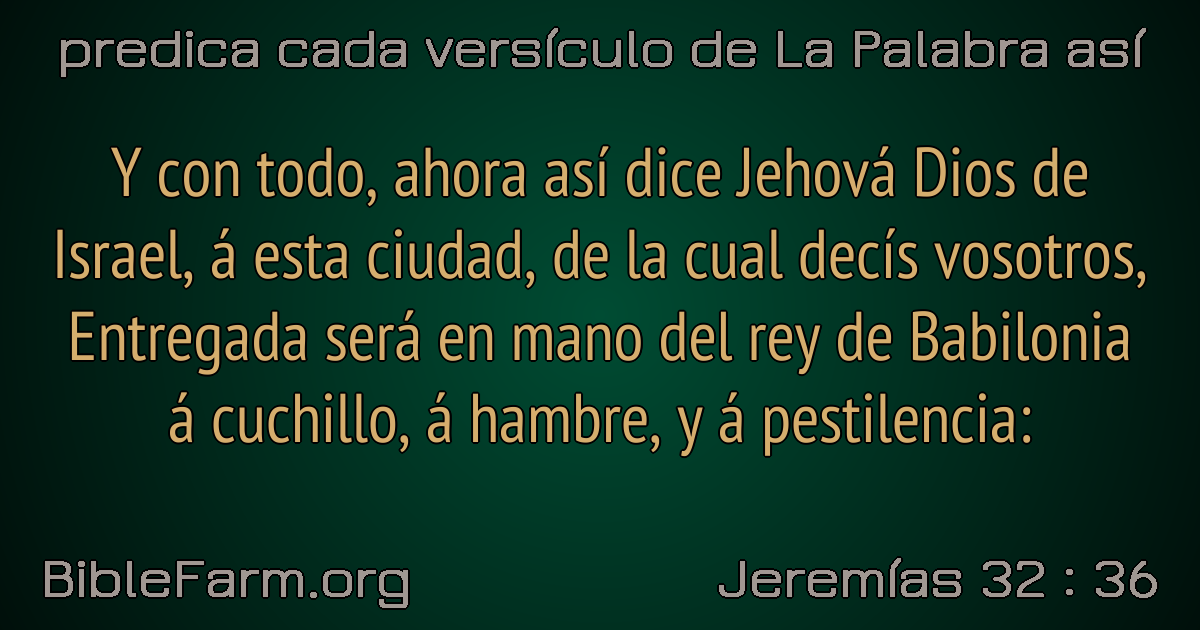 predica cada versículo de La Palabra así
Y con todo, ahora así dice Jehová Dios de
Israel, á esta ciudad, de la cual decís vosotros,
Entregada será en mano del rey de Babilonia
á cuchillo, á hambre, y á pestilencia:
BibleFarm.org
Jeremías 32 : 36